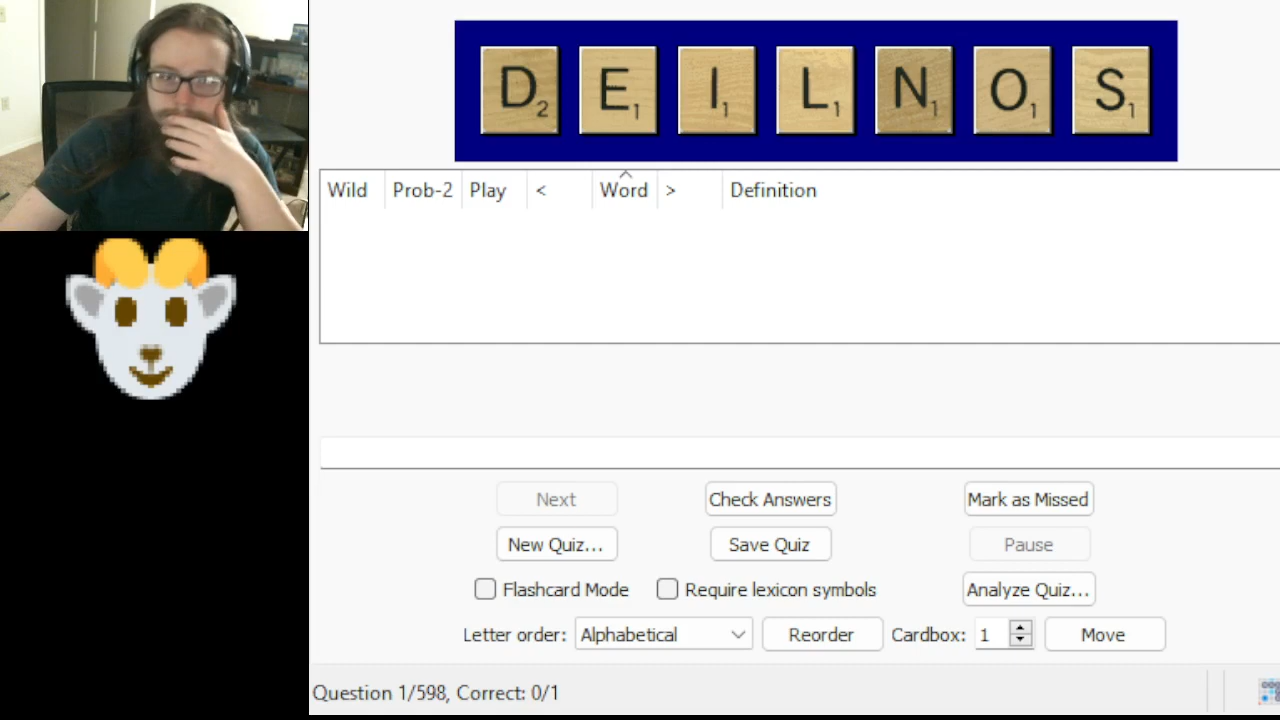 D2 E1 I1 L1 N1 O1 S1
Wild Prob-2 Play < Word > Definition
Next Check Answers Mark as Missed
New Quiz... Save Quiz Pause
Flashcard Mode Require lexicon symbols Analyze Quiz...
Letter order: Alphabetical Reorder Cardbox: 1 Move
Question 1/598, Correct: 0/1